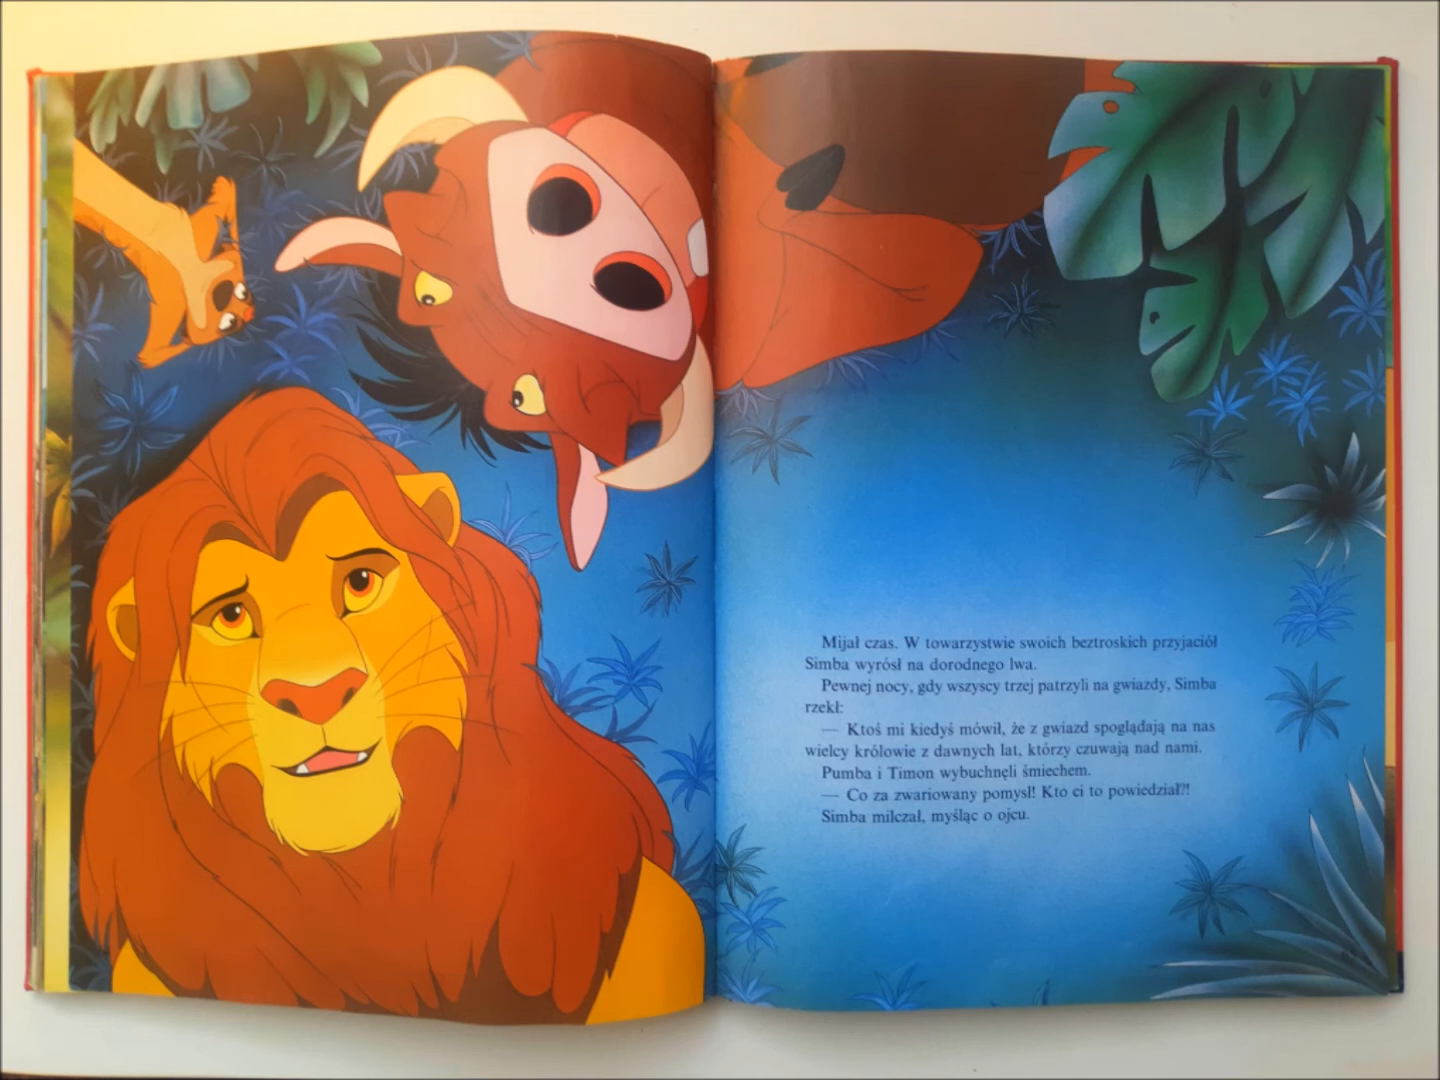 Mijał czas. W towarzystwie swoich beztroskich przyjaciół
Simba wyrósł na dorodnego lwa.
Pewnej nocy, gdy wszyscy trzej patrzyli na gwiazdy, Simba
rzekł:
— Ktoś mi kiedyś mówił, że z gwiazd spoglądają na nas
wielcy królowie z dawnych lat, którzy czuwają nad nami.
Pumba i Timon wybuchnęli śmiechem.
— Co za zwariowany pomysł! Kto ci to powiedział?!
Simba milczał, myśląc o ojcu.